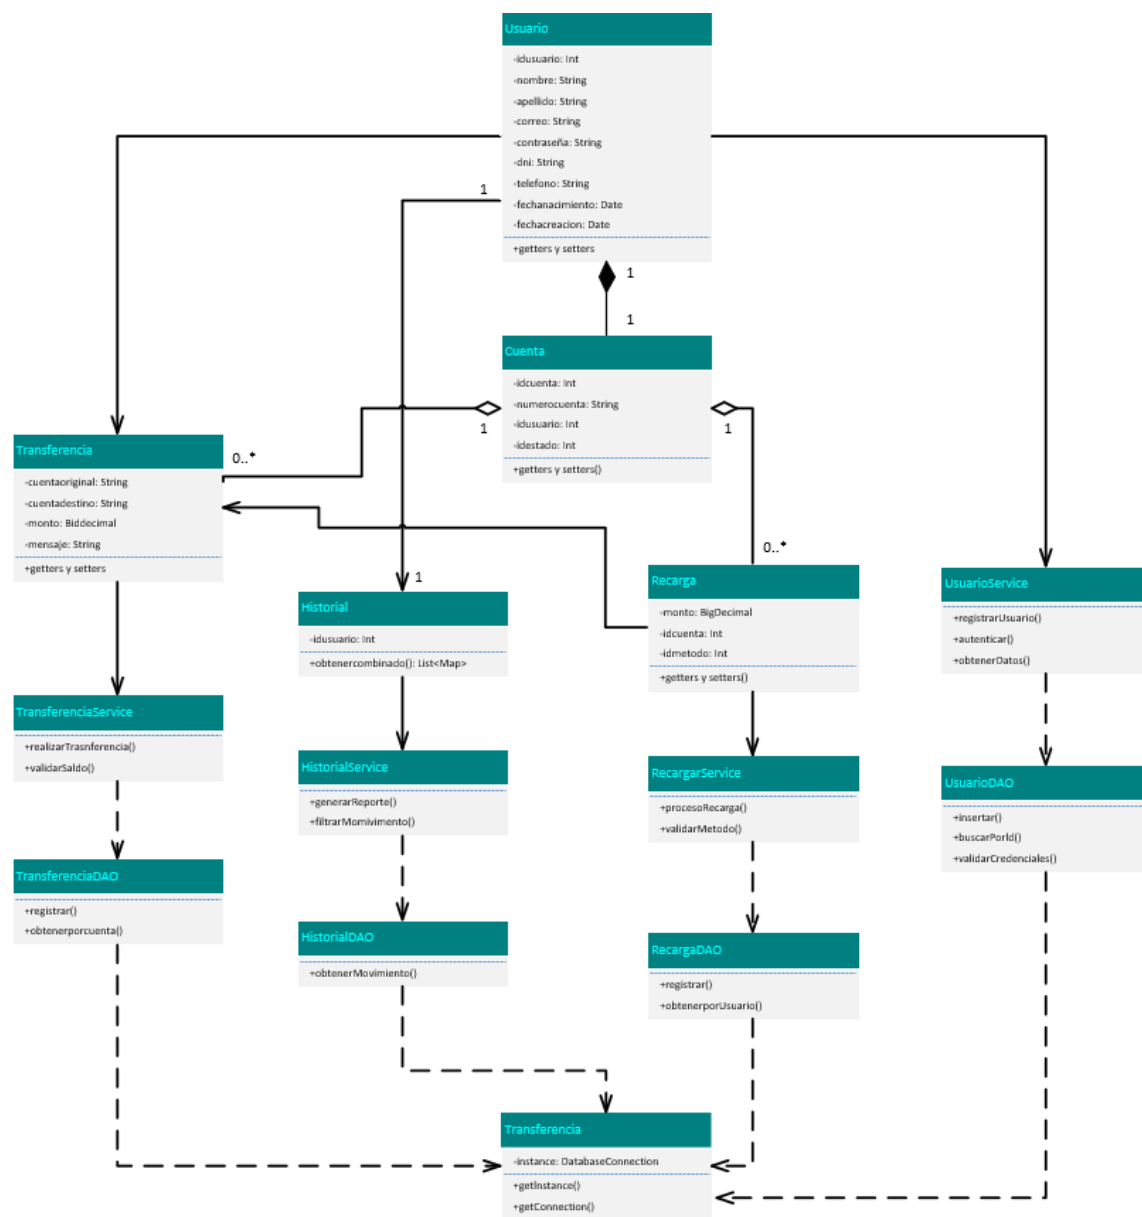 Usuario
-idusuario: Int
-nombre: String
-apellido: String
-correo: String
-contraseña: String
-dni: String
-telefono: String
-fechanacimiento: Date
-fechacreacion: Date
+getters y setters
1
1
1
Cuenta
-idcuenta: Int
-numerocuenta: String
-idusuario: Int
-idestado: Int
+getters y setters()
1
1
0..*
0..*
1
Transferencia
-cuentaoriginal: String
-cuentadestino: String
-monto: Biddecimal
-mensaje: String
+getters y setters
Historial
-idusuario: Int
+obtenercombinado(): List<Map>
Recarga
-monto: BigDecimal
-idcuenta: Int
-idmetodo: Int
+getters y setters()
UsuarioService
+registrarUsuario()
+autenticar()
+obtenerDatos()
TransferenciaService
+realizarTrasnferencia()
+validarSaldo()
HistorialService
+generarReporte()
+filtrarMomivimento()
RecargarService
+procesoRecarga()
+validarMetodo()
UsuarioDAO
+insertar()
+buscarPorId()
+validarCredenciales()
TransferenciaDAO
+registrar()
+obtenerporcuenta()
HistorialDAO
+obtenerMovimiento()
RecargaDAO
+registrar()
+obtenerporUsuario()
Transferencia
-instance: DatabaseConnection
+getInstance()
+getConnection()